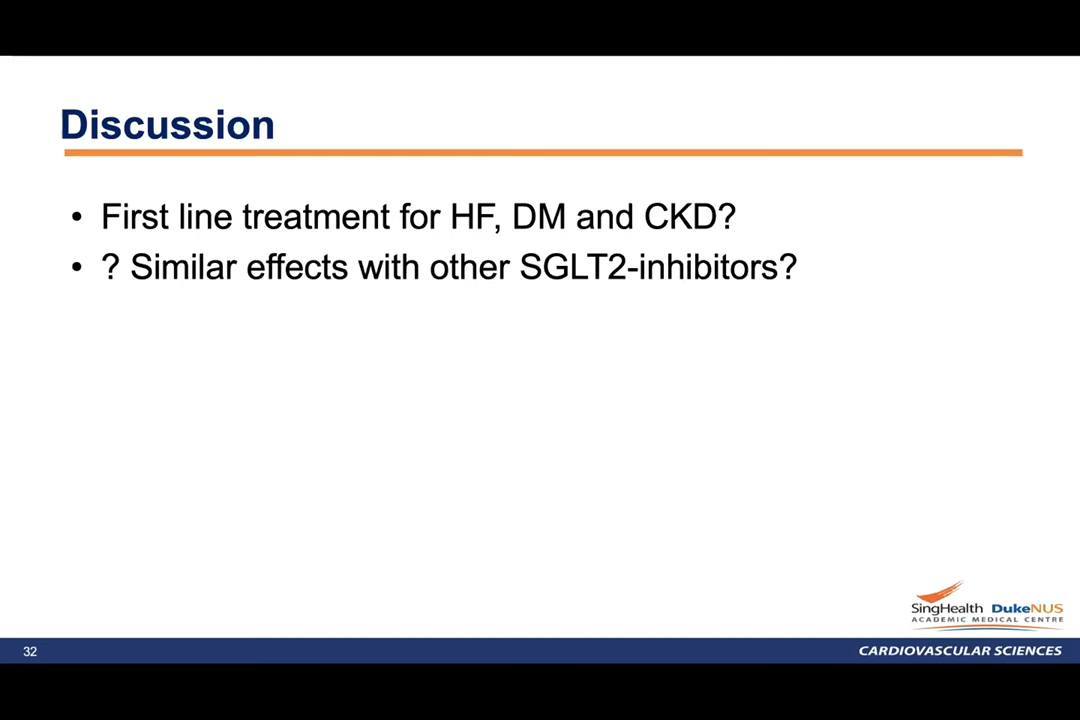 Discussion
• First line treatment for HF, DM and CKD?
• ? Similar effects with other SGLT2-inhibitors?
SingHealth DukeNUS
ACADEMIC MEDICAL CENTRE
32
CARDIOVASCULAR SCIENCES